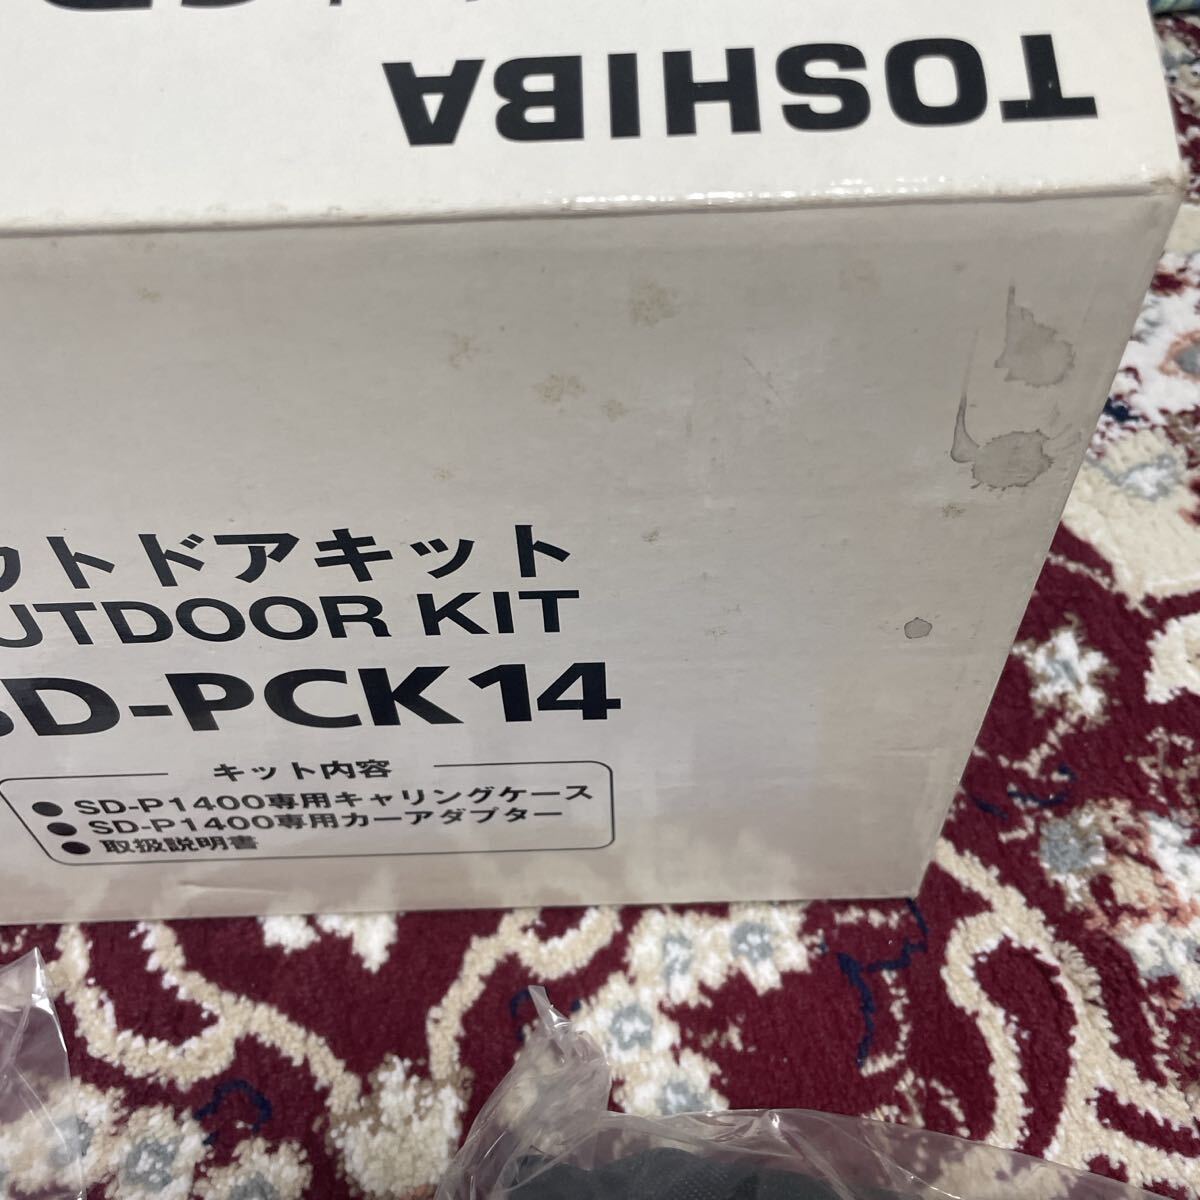 TOSHIBA
ウトドアキット
UTDOOR KIT
SD-PCK14
キット内容
● SD-P1400専用キャリングケース
● SD-P1400専用カーアダプター
● 取扱説明書